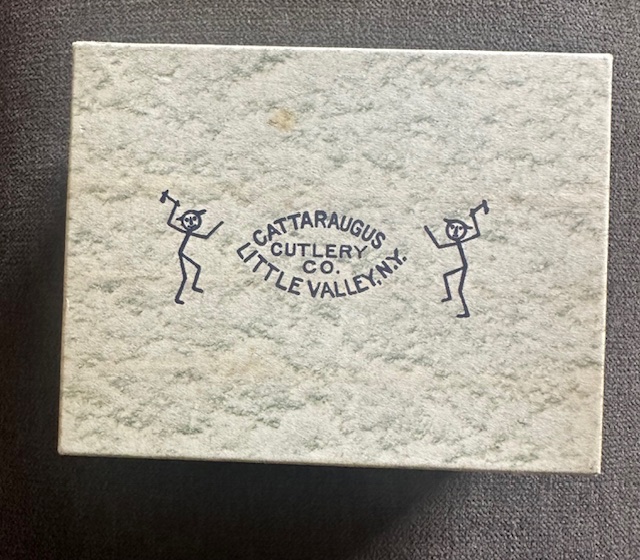 CATTARAUGUS
CUTLERY
CO.
LITTLE VALLEY, N.Y.